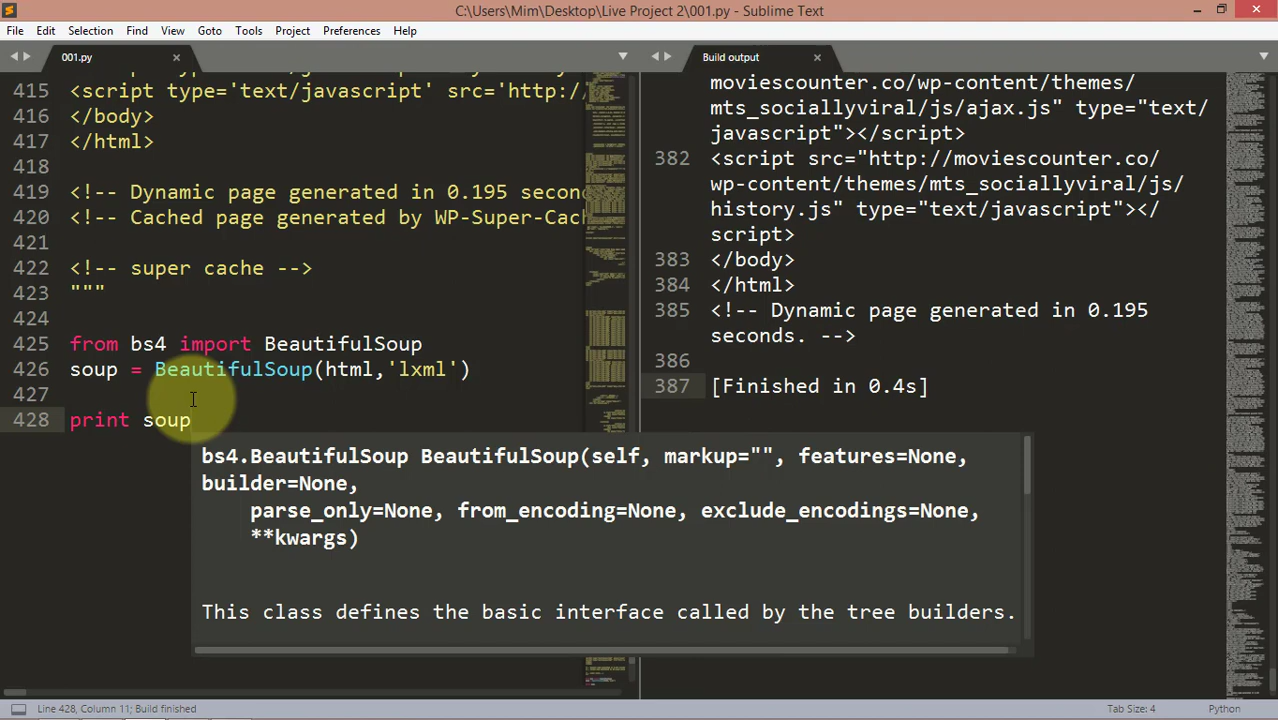 C:\Users\Mim\Desktop\Live Project 2\001.py - Sublime Text
File Edit Selection Find View Goto Tools Project Preferences Help
001.py
415 <script type='text/javascript' src='http:/
416 </body>
417 </html>
418
419 <!-- Dynamic page generated in 0.195 secon
420 <!-- Cached page generated by WP-Super-Cac
421
422 <!-- super cache -->
423 """
424
425 from bs4 import BeautifulSoup
426 soup = BeautifulSoup(html,'lxml')
427
428 print soup
bs4.BeautifulSoup BeautifulSoup(self, markup="", features=None,
builder=None,
parse_only=None, from_encoding=None, exclude_encodings=None,
**kwargs)
This class defines the basic interface called by the tree builders.
Build output
moviescounter.co/wp-content/themes/
mts_sociallyviral/js/ajax.js" type="text/
javascript"></script>
382 <script src="http://moviescounter.co/
wp-content/themes/mts_sociallyviral/js/
history.js" type="text/javascript"></
script>
383 </body>
384 </html>
385 <!-- Dynamic page generated in 0.195
seconds. -->
386
387 [Finished in 0.4s]
Line 428, Column 11; Build finished
Tab Size: 4 Python